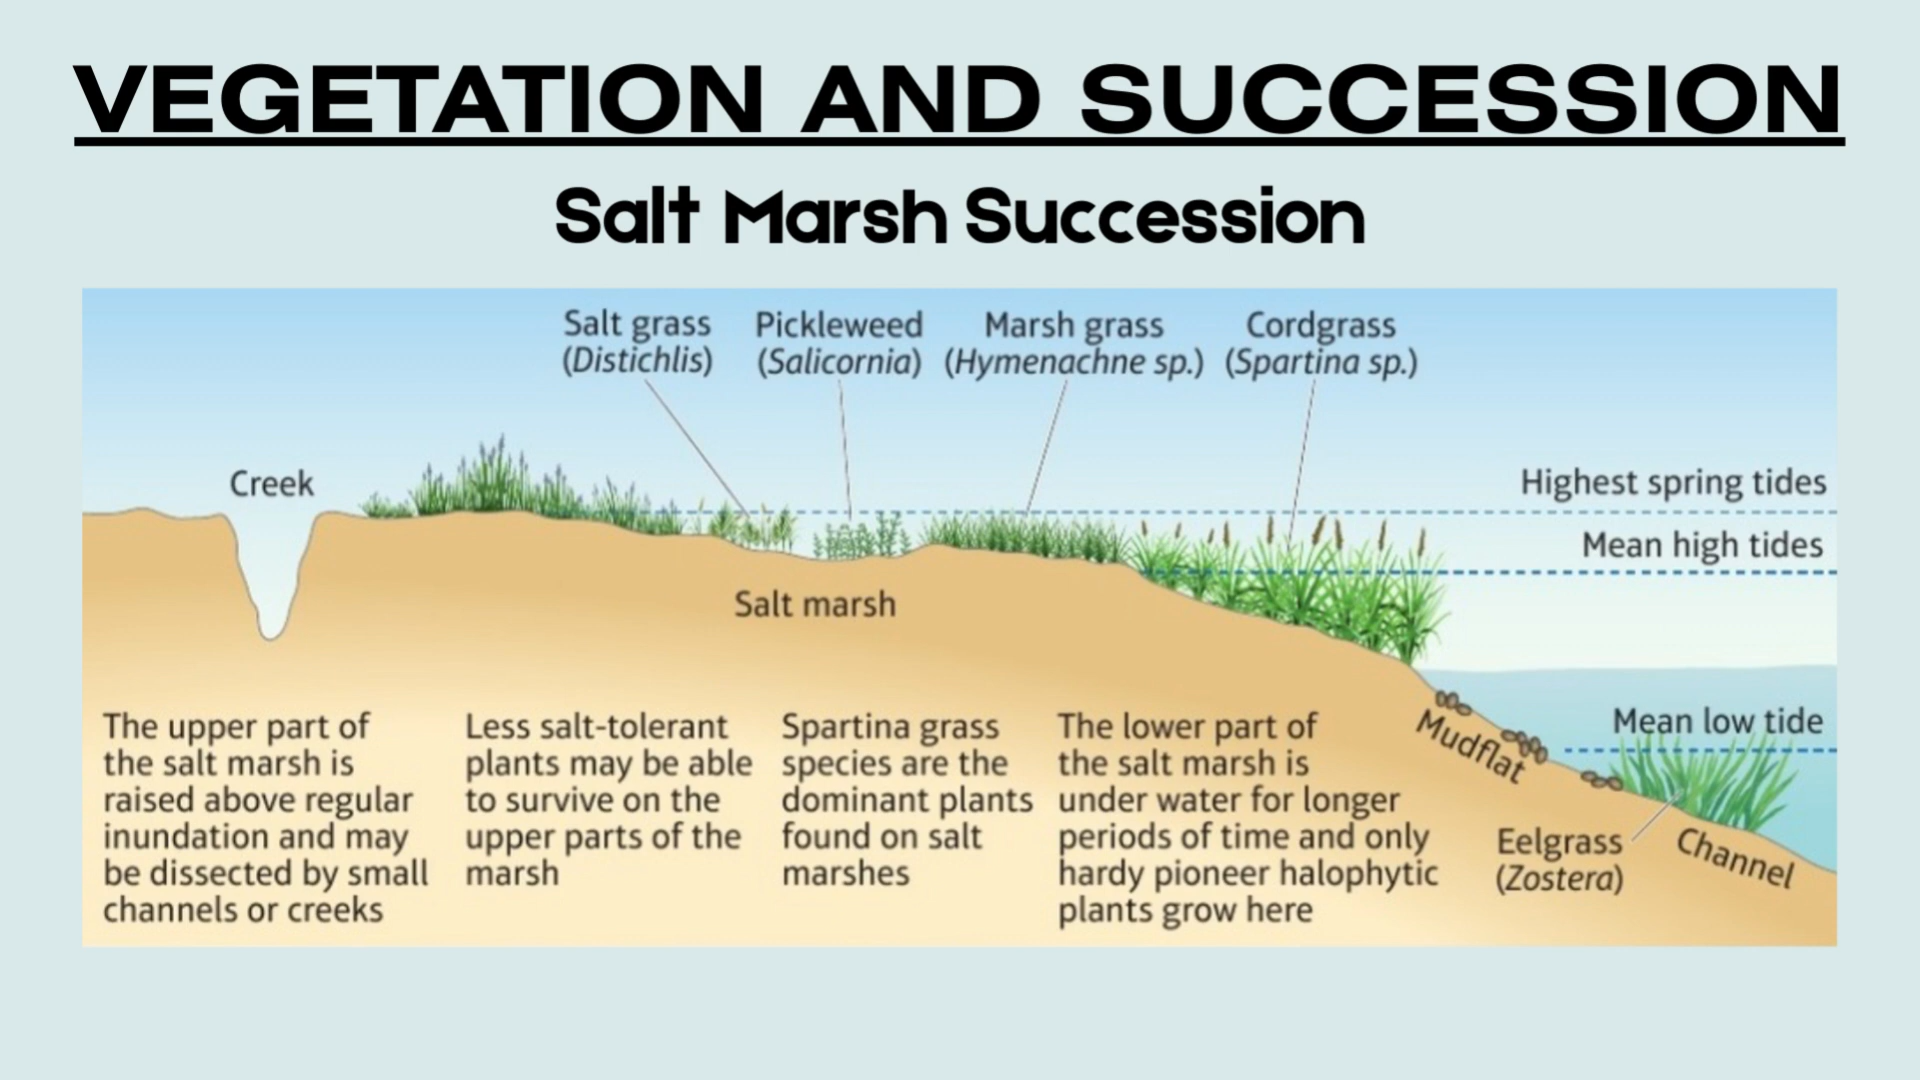 VEGETATION AND SUCCESSION
Salt Marsh Succession
Salt grass
(Distichlis)
Pickleweed
(Salicornia)
Marsh grass
(Hymenachne sp.)
Cordgrass
(Spartina sp.)
Creek
Highest spring tides
Mean high tides
Salt marsh
Mean low tide
Mudflat
The upper part of
the salt marsh is
raised above regular
inundation and may
be dissected by small
channels or creeks
Less salt-tolerant
plants may be able
to survive on the
upper parts of the
marsh
Spartina grass
species are the
dominant plants
found on salt
marshes
The lower part of
the salt marsh is
under water for longer
periods of time and only
hardy pioneer halophytic
plants grow here
Eelgrass
(Zostera)
Channel